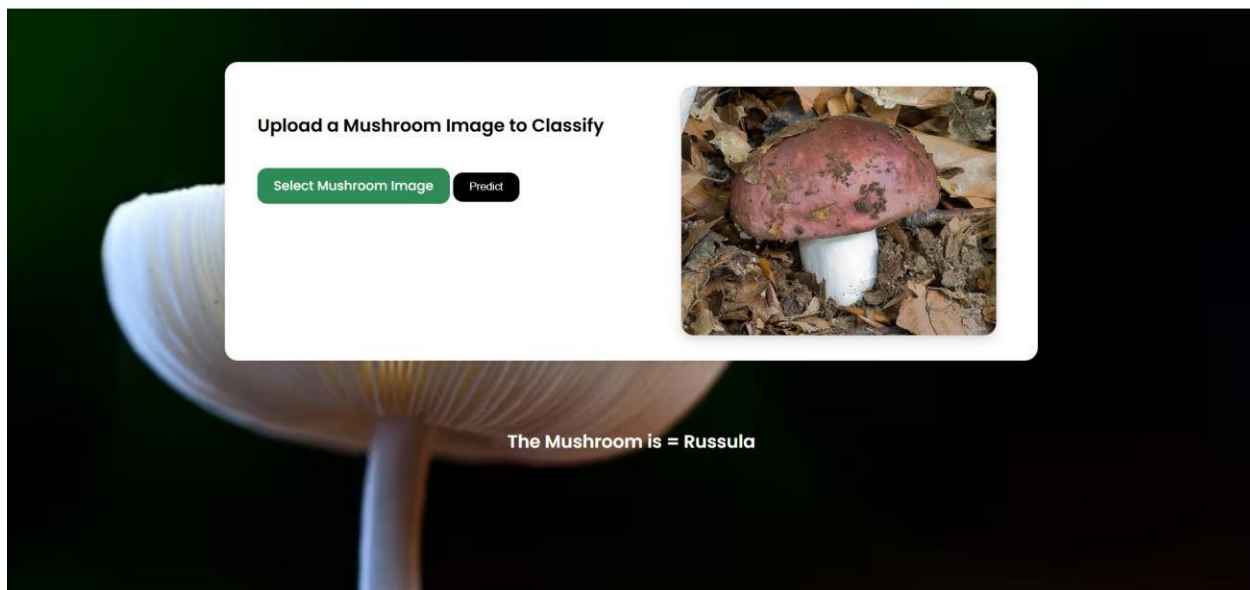 Upload a Mushroom Image to Classify
Select Mushroom Image Predict
The Mushroom is = Russula